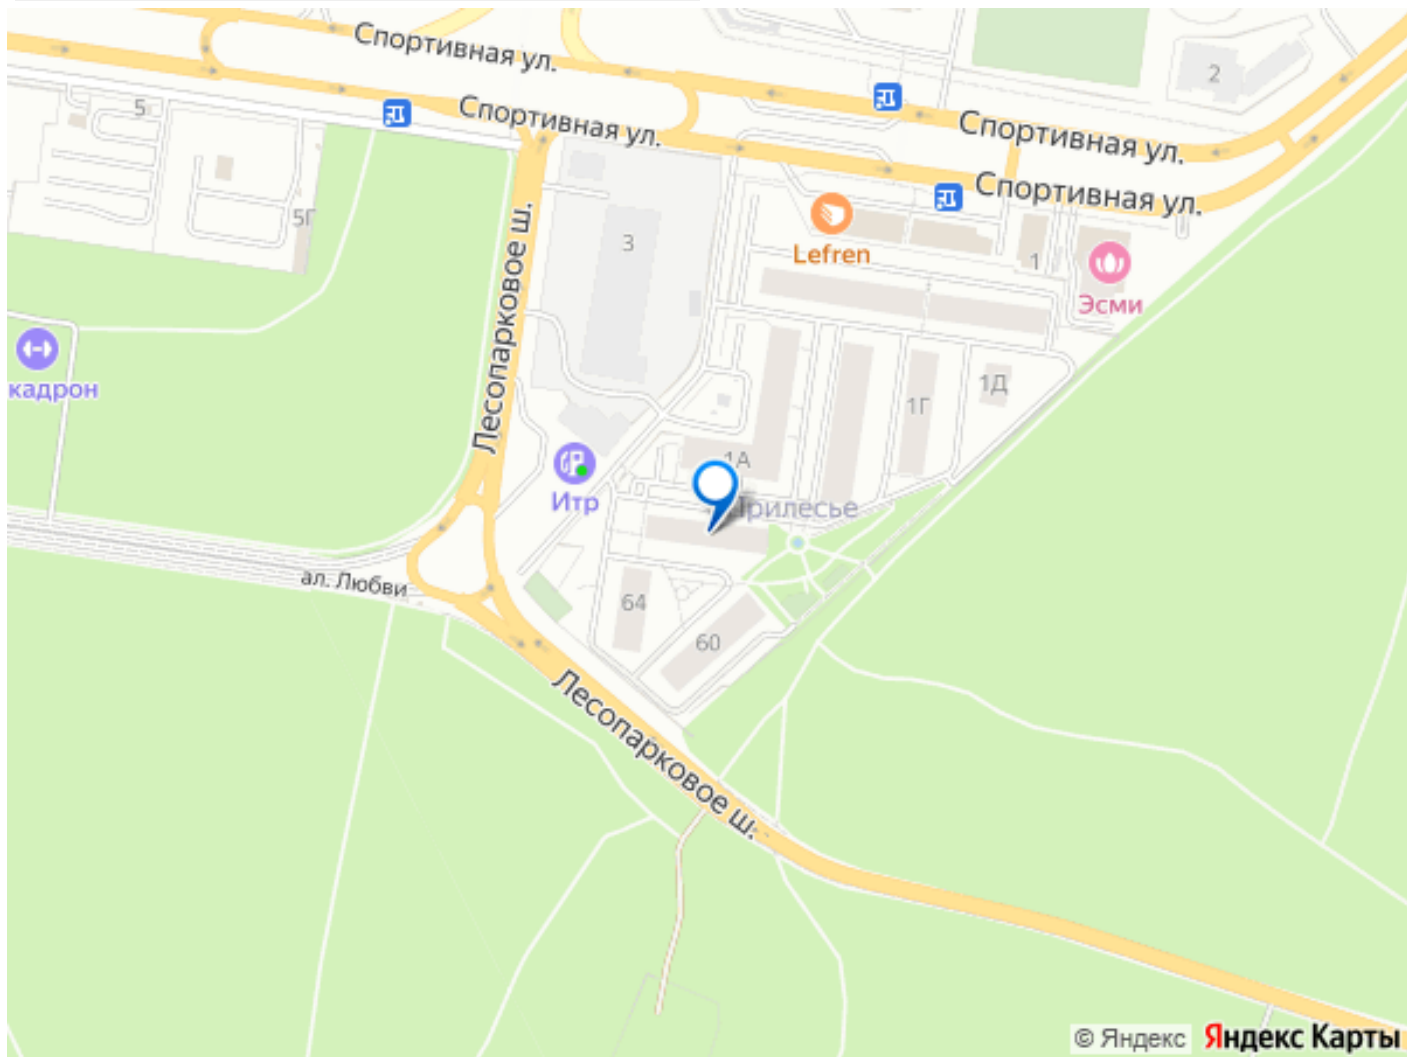 Спортивная ул.
2
5
Спортивная ул.
Спортивная ул.
Спортивная ул.
5Г
Лесопарковое ш.
3
Lefren
1
Эсми
кадрон
1Д
1Г
1А
Итр
Прилесье
ал. Любви
64
60
Лесопарковое ш.
© Яндекс Яндекс Карты